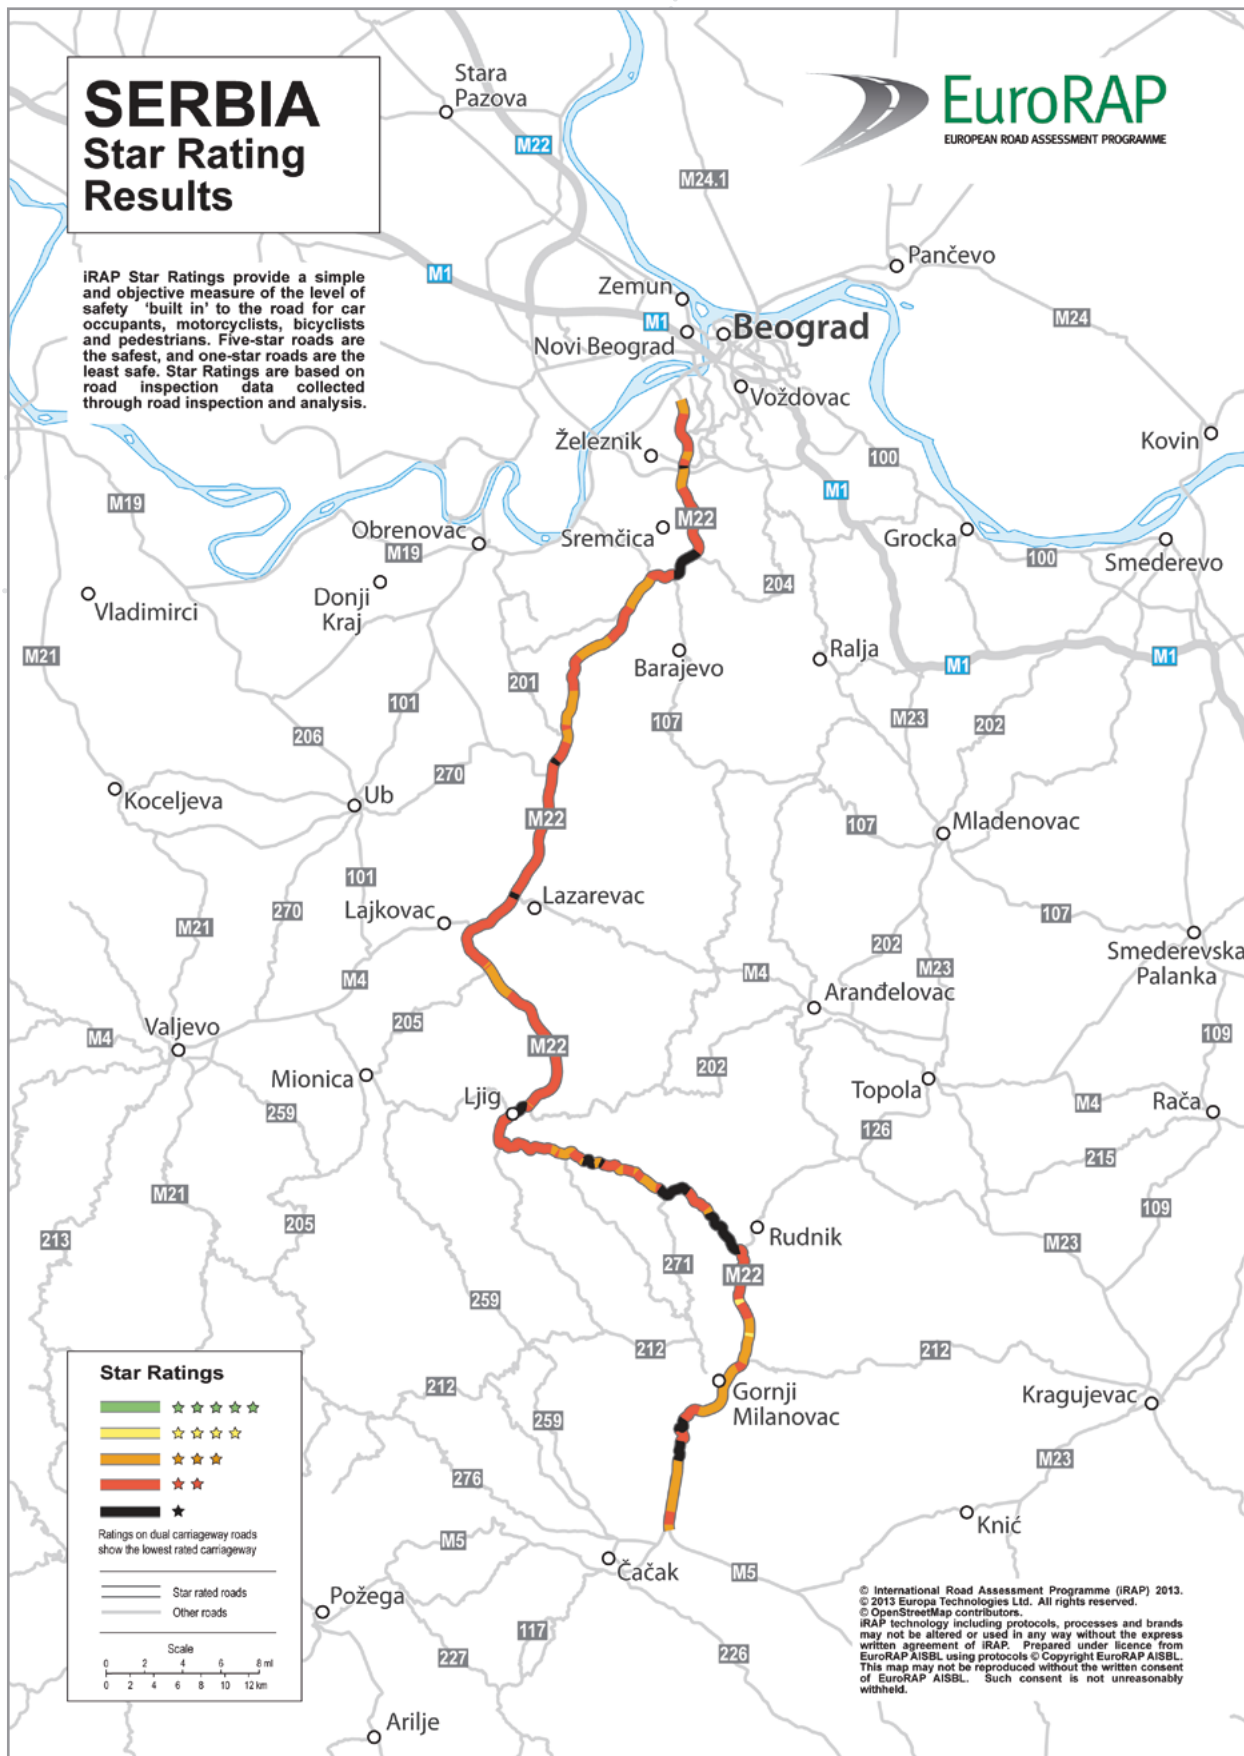 SERBIA
Star Rating
Results
iRAP Star Ratings provide a simple
and objective measure of the level of
safety ‘built in’ to the road for car
occupants, motorcyclists, bicyclists
and pedestrians. Five-star roads are
the safest, and one-star roads are the
least safe. Star Ratings are based on
road inspection data collected
through road inspection and analysis.
EuroRAP
EUROPEAN ROAD ASSESSMENT PROGRAMME
Stara
Pazova
M22
M24.1
Pančevo
M1
Zemun
M24
M1
Beograd
Novi Beograd
Voždovac
Železnik
Kovin
100
M1
M19
M22
Obrenovac
Sremčica
Grocka
M19
100
Smederevo
204
Donji
Kraj
Vladimirci
M21
Barajevo
Ralja
M1
M1
201
101
107
M23
202
206
270
Koceljeva
Ub
M22
107
Mladenovac
101
Lazarevac
270
Lajkovac
107
M21
202
Smederevska
Palanka
M23
M4
M4
Aranđelovac
205
Valjevo
M4
M22
109
202
Mionica
Topola
Ljig
M4
Rača
259
126
215
M21
205
109
213
Rudnik
M23
271
M22
259
212
212
212
Gornji
Milanovac
Kragujevac
259
M23
276
Knić
M5
Čačak
M5
Požega
117
227
226
Arilje
Star Ratings
Ratings on dual carriageway roads
show the lowest rated carriageway
Star rated roads
Other roads
Scale
0 2 4 6 8 ml
0 2 4 6 8 10 12 km
© International Road Assessment Programme (iRAP) 2013.
© 2013 Europa Technologies Ltd. All rights reserved.
© OpenStreetMap contributors.
iRAP technology including protocols, processes and brands
may not be altered or used in any way without the express
written agreement of iRAP. Prepared under licence from
EuroRAP AISBL using protocols © Copyright EuroRAP AISBL.
This map may not be reproduced without the written consent
of EuroRAP AISBL. Such consent is not unreasonably
withheld.